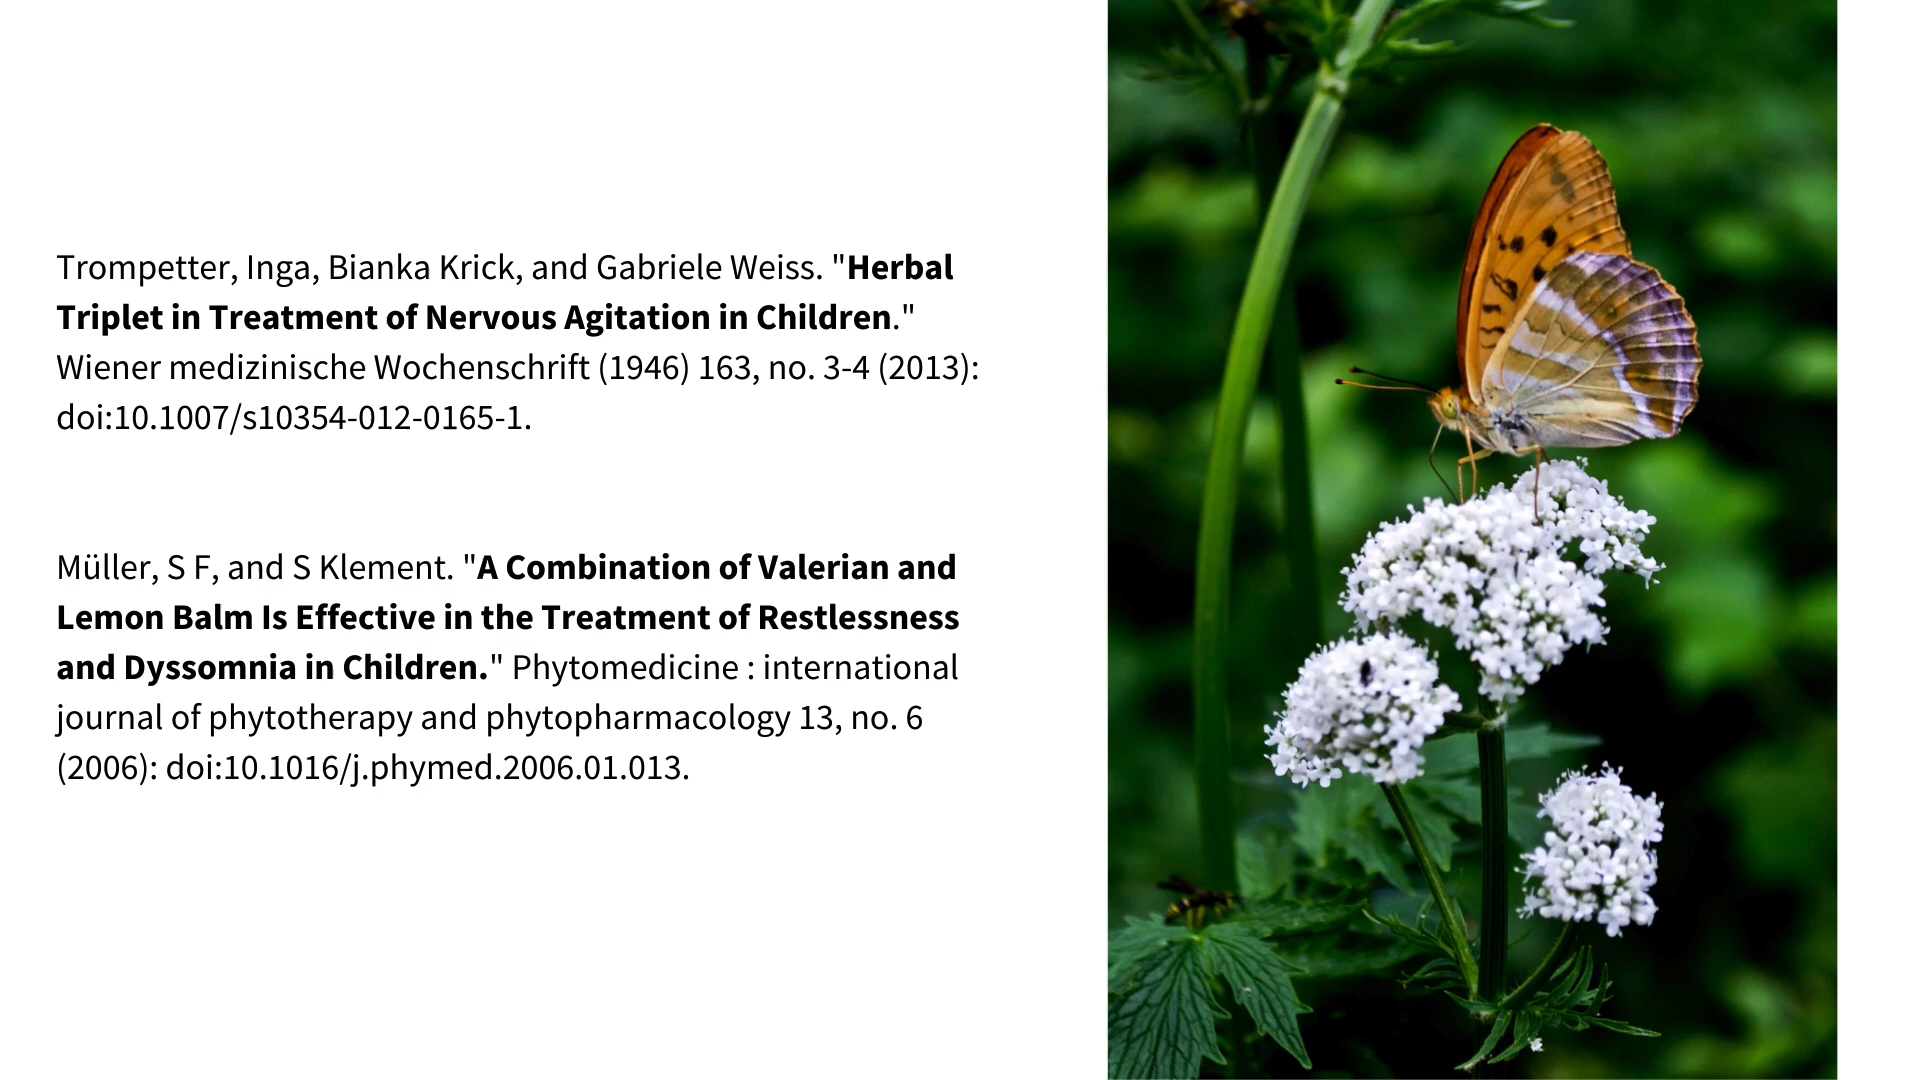 Trompetter, Inga, Bianka Krick, and Gabriele Weiss. "Herbal
Triplet in Treatment of Nervous Agitation in Children."
Wiener medizinische Wochenschrift (1946) 163, no. 3-4 (2013):
doi:10.1007/s10354-012-0165-1.
Müller, S F, and S Klement. "A Combination of Valerian and
Lemon Balm Is Effective in the Treatment of Restlessness
and Dyssomnia in Children." Phytomedicine : international
journal of phytotherapy and phytopharmacology 13, no. 6
(2006): doi:10.1016/j.phymed.2006.01.013.